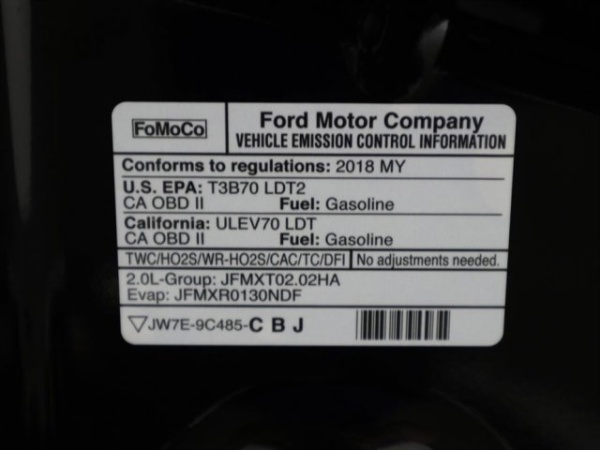 FoMoCo
Ford Motor Company
VEHICLE EMISSION CONTROL INFORMATION
Conforms to regulations: 2018 MY
U.S. EPA: T3B70 LDT2
CA OBD II Fuel: Gasoline
California: ULEV70 LDT
CA OBD II Fuel: Gasoline
TWC/HO2S/WR-HO2S/CAC/TC/DFI No adjustments needed.
2.0L-Group: JFMXT02.02HA
Evap: JFMXR0130NDF
▽JW7E-9C485-C B J